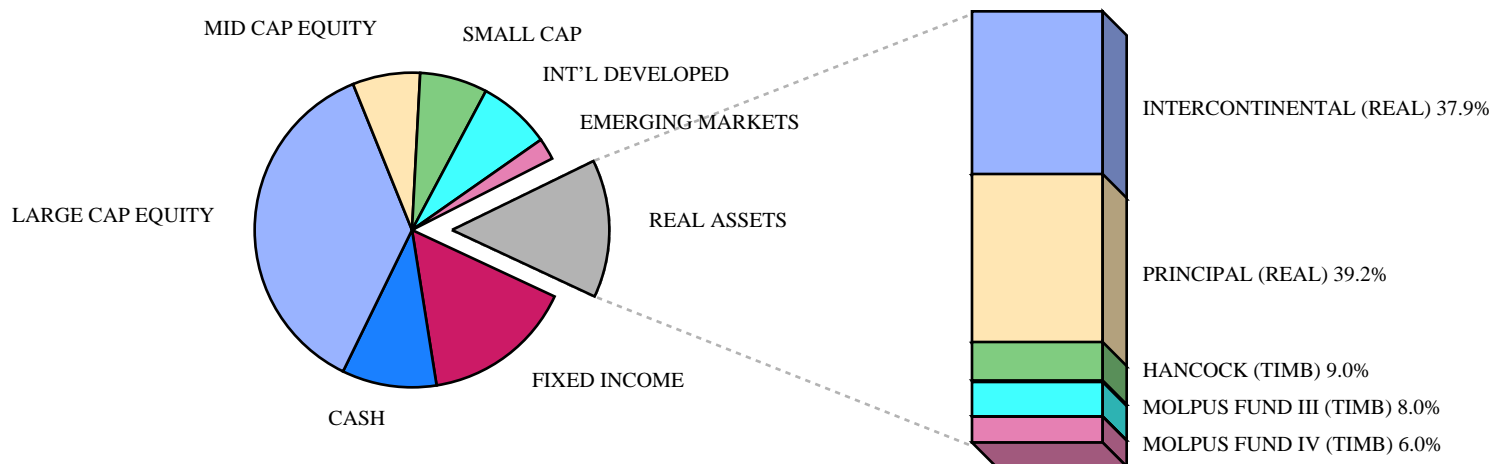 MID CAP EQUITY
SMALL CAP
INT'L DEVELOPED
EMERGING MARKETS
LARGE CAP EQUITY
REAL ASSETS
FIXED INCOME
CASH
INTERCONTINENTAL (REAL) 37.9%
PRINCIPAL (REAL) 39.2%
HANCOCK (TIMB) 9.0%
MOLPUS FUND III (TIMB) 8.0%
MOLPUS FUND IV (TIMB) 6.0%